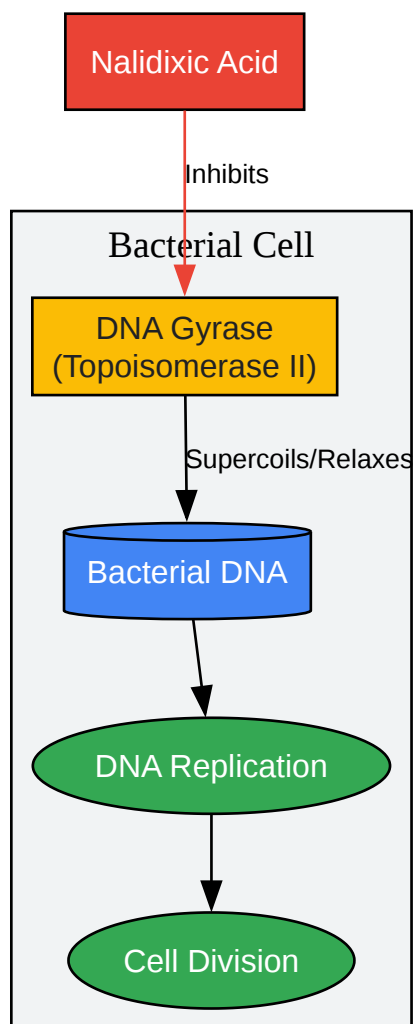 Nalidixic Acid
Inhibits
Bacterial Cell
DNA Gyrase
(Topoisomerase II)
Supercoils/Relaxes
Bacterial DNA
DNA Replication
Cell Division